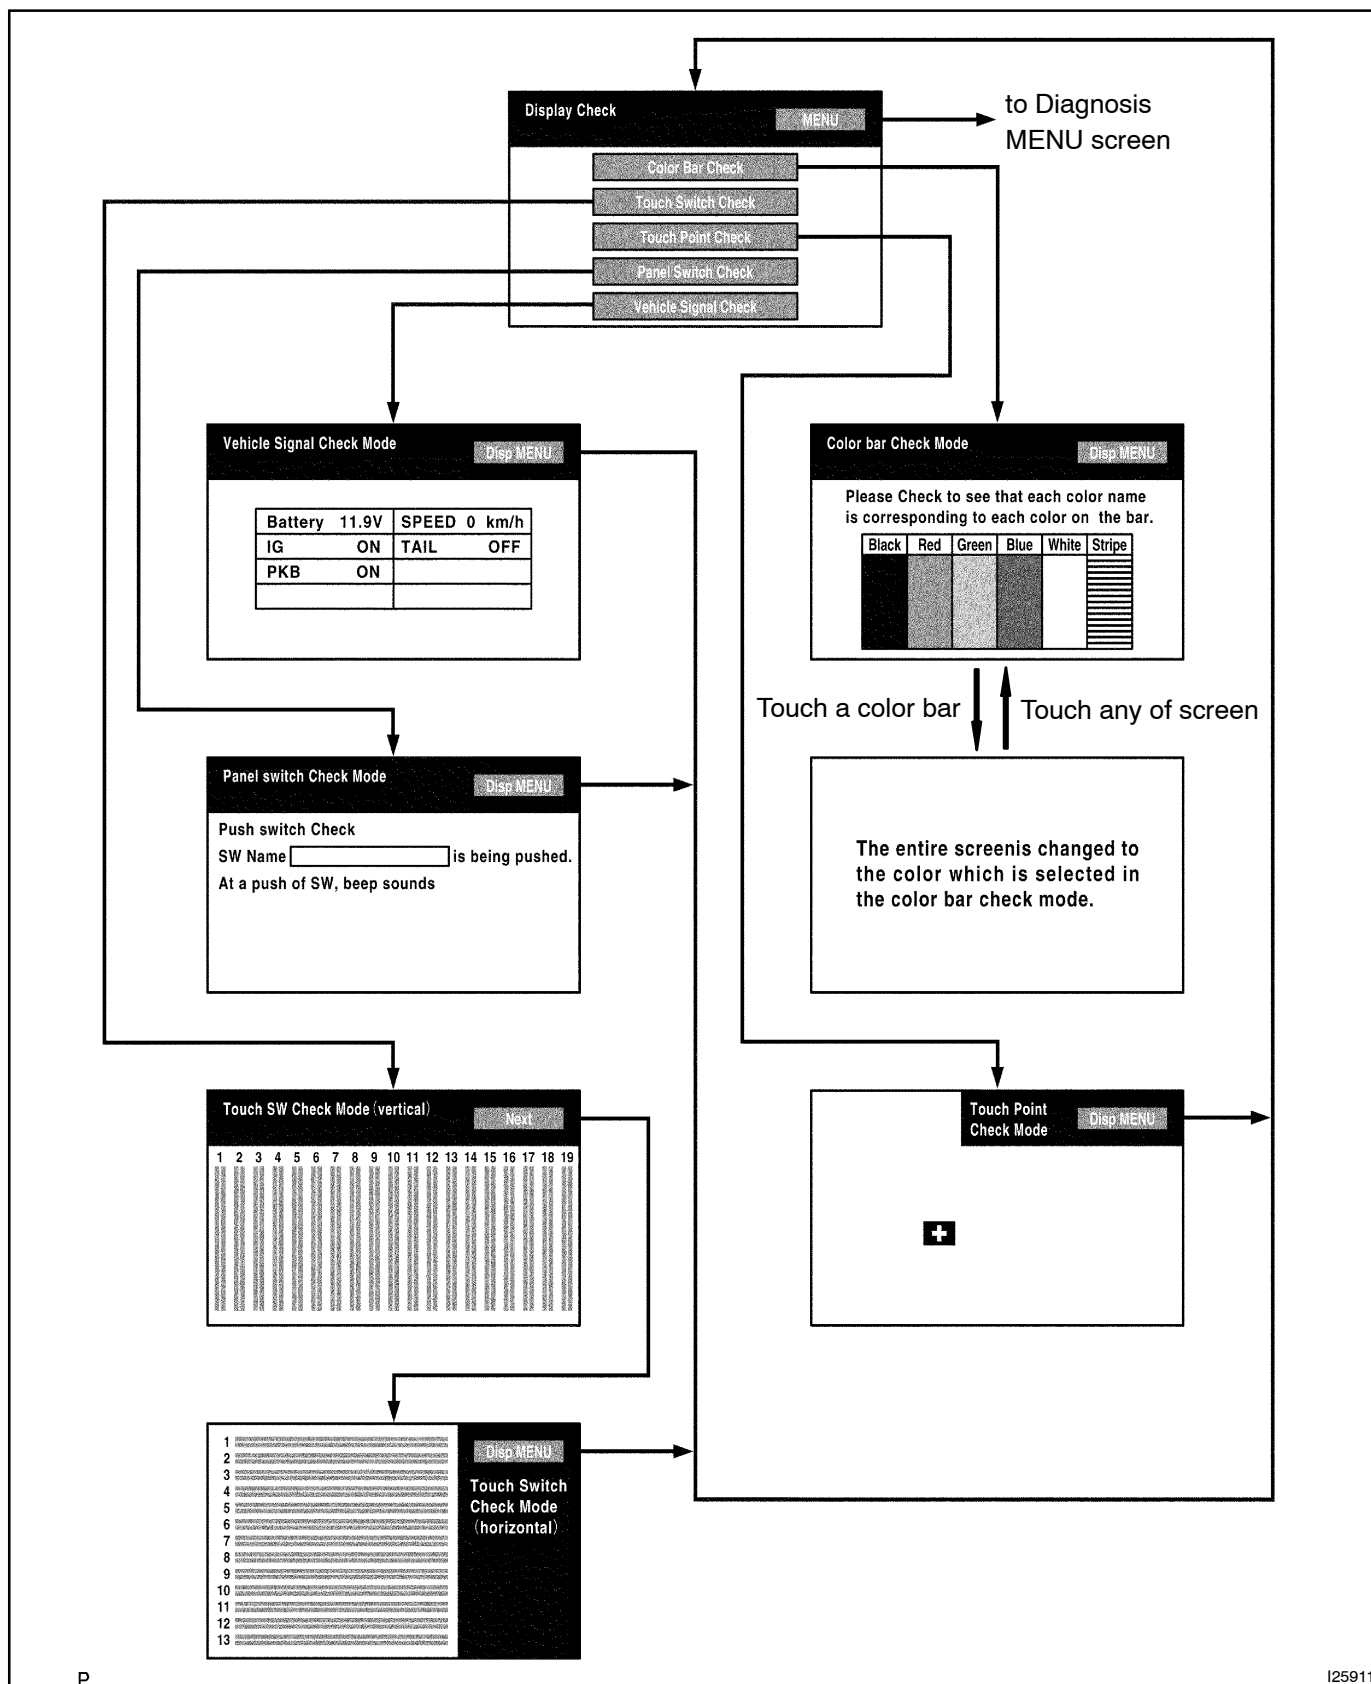 Display Check
MENU
to Diagnosis
MENU screen
Color Bar Check
Touch Switch Check
Touch Point Check
Panel Switch Check
Vehicle Signal Check
Vehicle Signal Check Mode
Disp MENU
Battery 11.9V SPEED 0 km/h
IG ON TAIL OFF
PKB ON
Color bar Check Mode
Disp MENU
Please Check to see that each color name
is corresponding to each color on the bar.
Black Red Green Blue White Stripe
Touch a color bar
Touch any of screen
Panel switch Check Mode
Disp MENU
Push switch Check
SW Name is being pushed.
At a push of SW, beep sounds
The entire screenis changed to
the color which is selected in
the color bar check mode.
Touch SW Check Mode (vertical)
Next
1 2 3 4 5 6 7 8 9 10 11 12 13 14 15 16 17 18 19
Touch Point
Check Mode
Disp MENU
1
2
3
4
5
6
7
8
9
10
11
12
13
Disp MENU
Touch Switch
Check Mode
(horizontal)
P
I25911